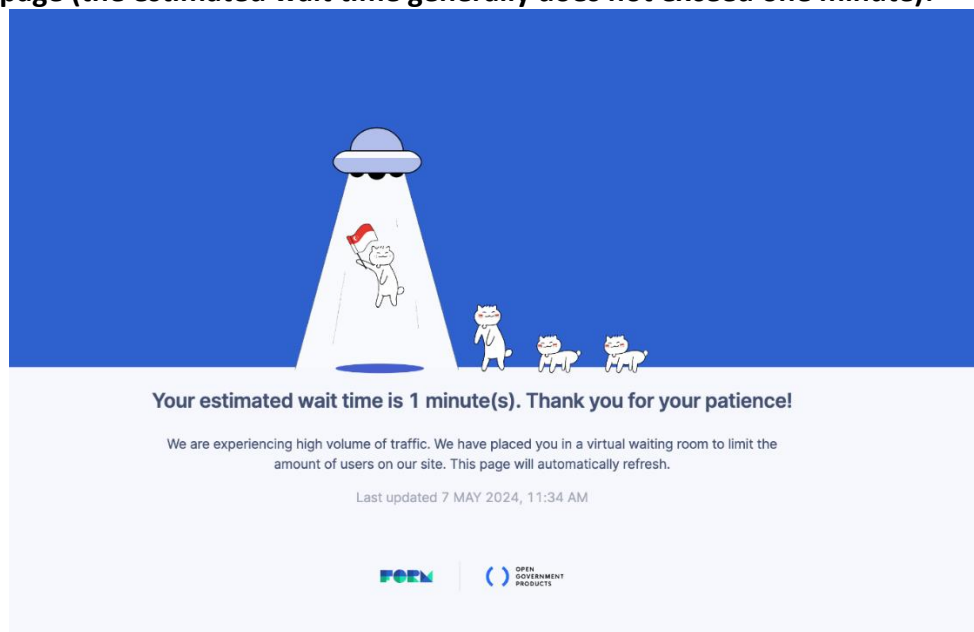 page (the estimated wait time generally does not exceed one minute).
Your estimated wait time is 1 minute(s). Thank you for your patience!
We are experiencing high volume of traffic. We have placed you in a virtual waiting room to limit the
amount of users on our site. This page will automatically refresh.
Last updated 7 MAY 2024, 11:34 AM
FORM
OPEN
GOVERNMENT
PRODUCTS